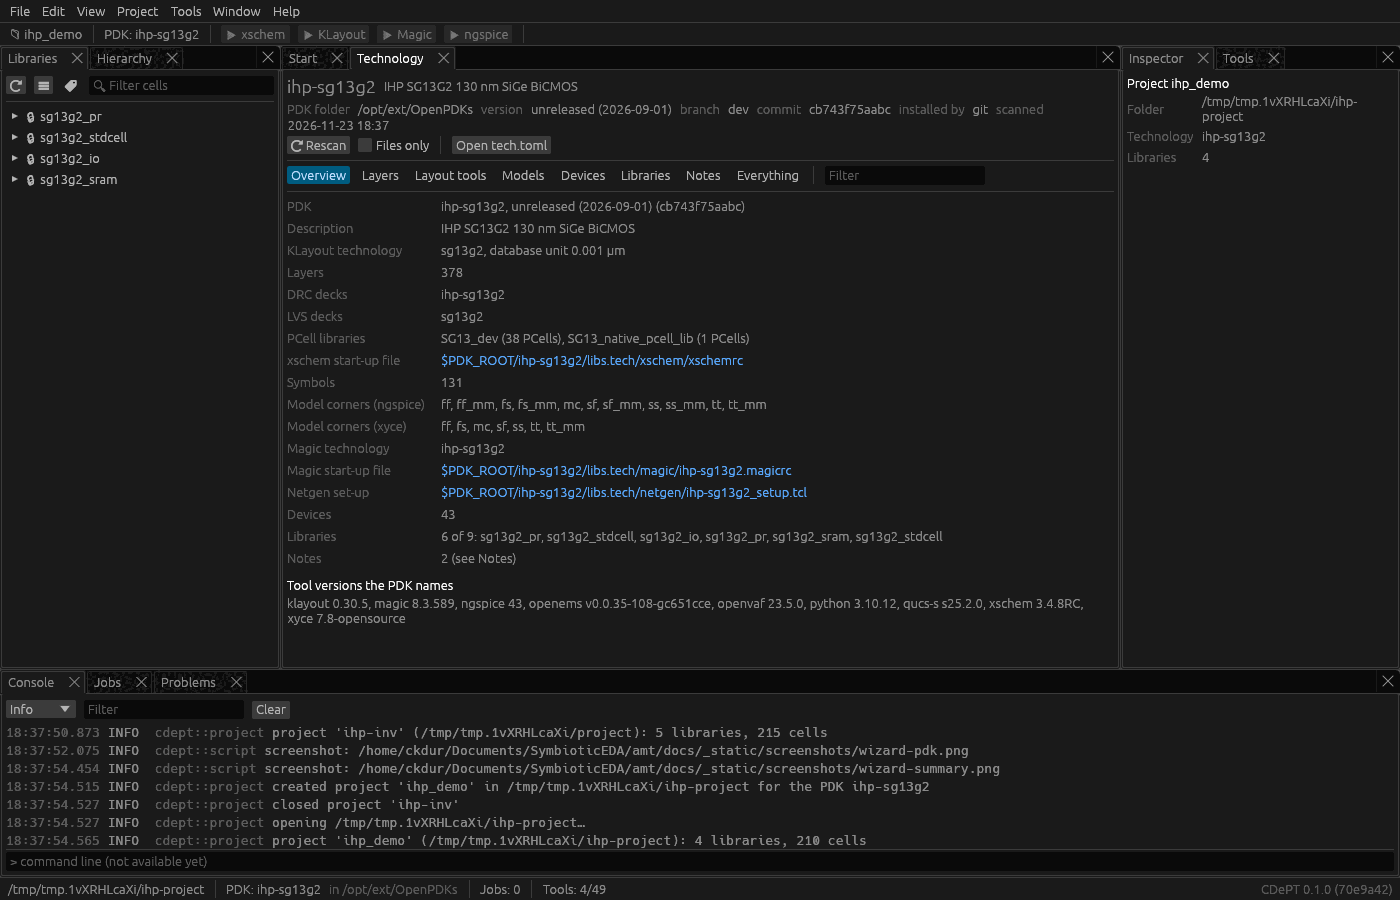 File Edit View Project Tools Window Help
ihp_demo PDK: ihp-sg13g2 xschem KLayout Magic ngspice
Libraries Hierarchy
Filter cells
sg13g2_pr
sg13g2_stdcell
sg13g2_io
sg13g2_sram
Start Technology
ihp-sg13g2 IHP SG13G2 130 nm SiGe BiCMOS
PDK folder /opt/ext/OpenPDKs version unreleased (2026-09-01) branch dev commit cb743f75aabc installed by git scanned
2026-11-23 18:37
Rescan Files only Open tech.toml
Overview Layers Layout tools Models Devices Libraries Notes Everything Filter
PDK ihp-sg13g2, unreleased (2026-09-01) (cb743f75aabc)
Description IHP SG13G2 130 nm SiGe BiCMOS
KLayout technology sg13g2, database unit 0.001 µm
Layers 378
DRC decks ihp-sg13g2
LVS decks sg13g2
PCell libraries SG13_dev (38 PCells), SG13_native_pcell_lib (1 PCells)
xschem start-up file $PDK_ROOT/ihp-sg13g2/libs.tech/xschem/xschemrc
Symbols 131
Model corners (ngspice) ff, ff_mm, fs, fs_mm, mc, sf, sf_mm, ss, ss_mm, tt, tt_mm
Model corners (xyce) ff, fs, mc, sf, ss, tt, tt_mm
Magic technology ihp-sg13g2
Magic start-up file $PDK_ROOT/ihp-sg13g2/libs.tech/magic/ihp-sg13g2.magicrc
Netgen set-up $PDK_ROOT/ihp-sg13g2/libs.tech/netgen/ihp-sg13g2_setup.tcl
Devices 43
Libraries 6 of 9: sg13g2_pr, sg13g2_stdcell, sg13g2_io, sg13g2_pr, sg13g2_sram, sg13g2_stdcell
Notes 2 (see Notes)
Tool versions the PDK names
klayout 0.30.5, magic 8.3.589, ngspice 43, openems v0.0.35-108-gc651cce, openvaf 23.5.0, python 3.10.12, qucs-s s25.2.0, xschem 3.4.8RC,
xyce 7.8-opensource
Inspector Tools
Project ihp_demo
Folder /tmp/tmp.1vXRHLcaXi/ihp-
project
Technology ihp-sg13g2
Libraries 4
Console Jobs Problems
Info Filter Clear
18:37:50.873 INFO cdept::project project 'ihp-inv' (/tmp/tmp.1vXRHLcaXi/project): 5 libraries, 215 cells
18:37:52.075 INFO cdept::script screenshot: /home/ckdur/Documents/SymbioticEDA/amt/docs/_static/screenshots/wizard-pdk.png
18:37:54.454 INFO cdept::script screenshot: /home/ckdur/Documents/SymbioticEDA/amt/docs/_static/screenshots/wizard-summary.png
18:37:54.515 INFO cdept::project created project 'ihp_demo' in /tmp/tmp.1vXRHLcaXi/ihp-project for the PDK ihp-sg13g2
18:37:54.527 INFO cdept::project closed project 'ihp-inv'
18:37:54.527 INFO cdept::project opening /tmp/tmp.1vXRHLcaXi/ihp-project…
18:37:54.565 INFO cdept::project project 'ihp_demo' (/tmp/tmp.1vXRHLcaXi/ihp-project): 4 libraries, 210 cells
> command line (not available yet)
/tmp/tmp.1vXRHLcaXi/ihp-project PDK: ihp-sg13g2 in /opt/ext/OpenPDKs Jobs: 0 Tools: 4/49 CDePT 0.1.0 (70e9a42)